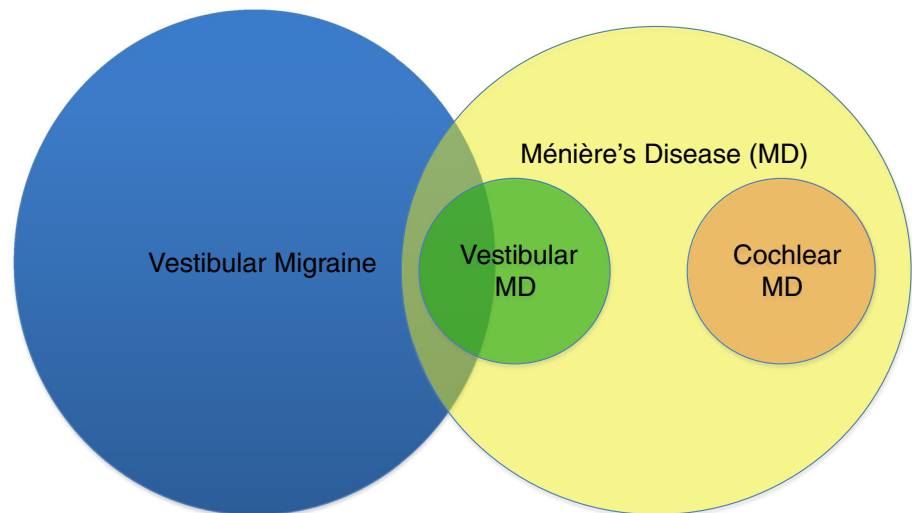 Ménière's Disease (MD)
Vestibular Migraine
Vestibular
MD
Cochlear
MD